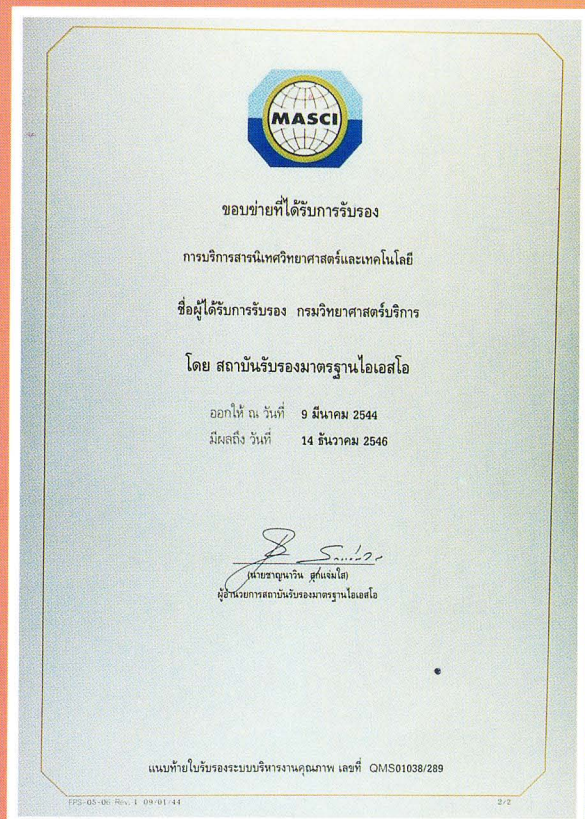 MASCI
ขอบข่ายที่ได้รับการรับรอง
การบริการสารนิเทศวิทยาศาสตร์และเทคโนโลยี
ชื่อผู้ได้รับการรับรอง กรมวิทยาศาสตร์บริการ
โดย สถาบันรับรองมาตรฐานไอเอสโอ
ออกให้ ณ วันที่ 9 มีนาคม 2544
มีผลถึง วันที่ 14 ธันวาคม 2546
(นายชาญนาวิน สุกแจ่มใส)
ผู้อำนวยการสถาบันรับรองมาตรฐานไอเอสโอ
แนบท้ายใบรับรองระบบบริหารงานคุณภาพ เลขที่ QMS01038/289
FPS-05-06 Rev. 1 09/01/44 2/2